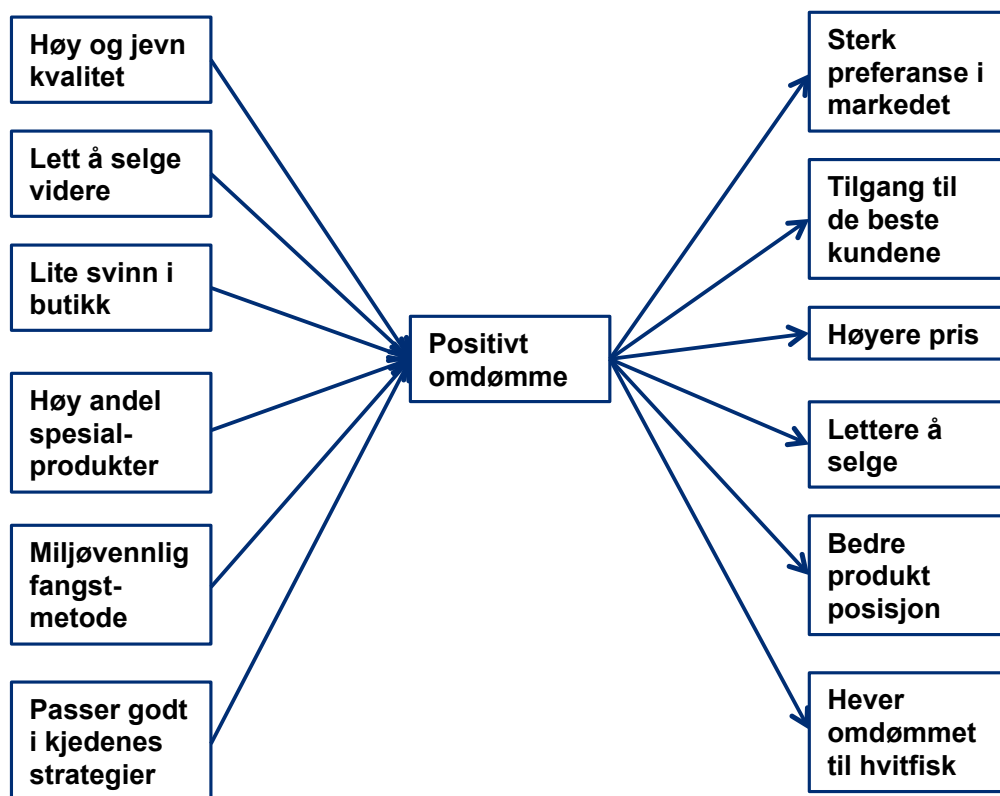 Høy og jevn
kvalitet
Lett å selge
videre
Lite svinn i
butikk
Høy andel
spesial-
produkter
Miljøvennlig
fangst-
metode
Passer godt
i kjedenes
strategier
Positivt
omdømme
Sterk
preferanse i
markedet
Tilgang til
de beste
kundene
Høyere pris
Lettere å
selge
Bedre
produkt
posisjon
Hever
omdømmet
til hvitfisk